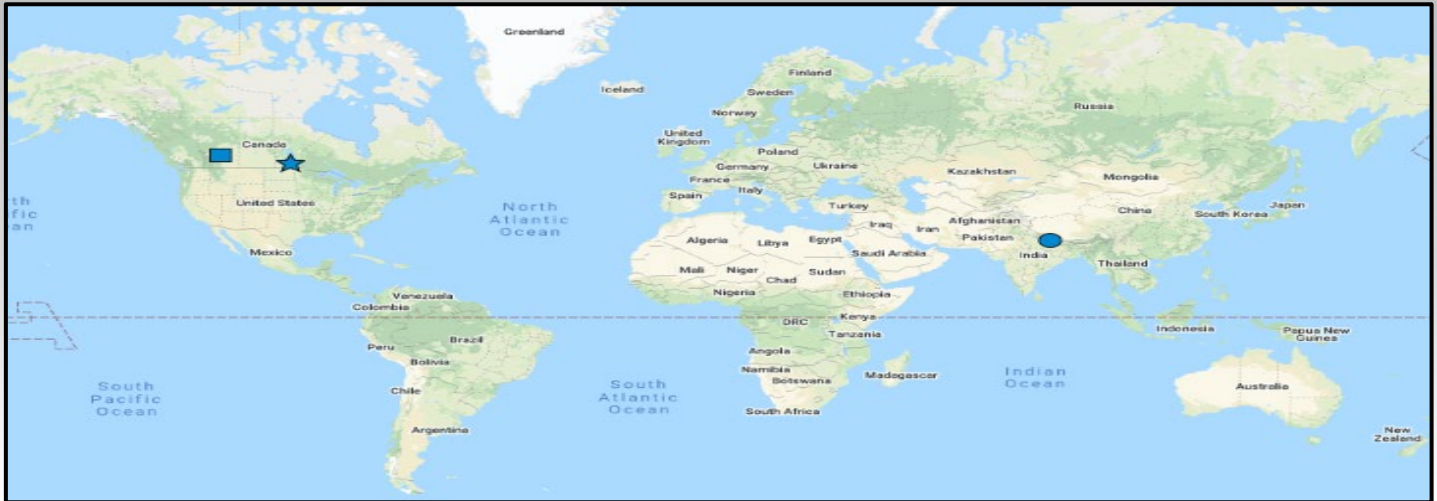 Greenland
Iceland
Finland
Sweden
Norway
Russia
United
Kingdom
Canada
Poland
Germany
Ukraine
France
Kazakhstan
Mongolia
Italy
Spain
United States
North
Atlantic
Ocean
Turkey
China
Japan
South Korea
Afghanistan
Iraq
Iran
Pakistan
Algeria
Libya
Egypt
Mexico
Saudi Arabia
India
Thailand
Mali
Niger
Chad
Sudan
Nigeria
Ethiopia
Venezuela
Colombia
DRC
Kenya
Tanzania
Indonesia
Papua New
Guinea
Brazil
Peru
Angola
Bolivia
Namibia
Botswana
Madagascar
Indian
Ocean
South
Pacific
Ocean
Chile
South
Atlantic
Ocean
Australia
South Africa
Argentina
New
Zealand